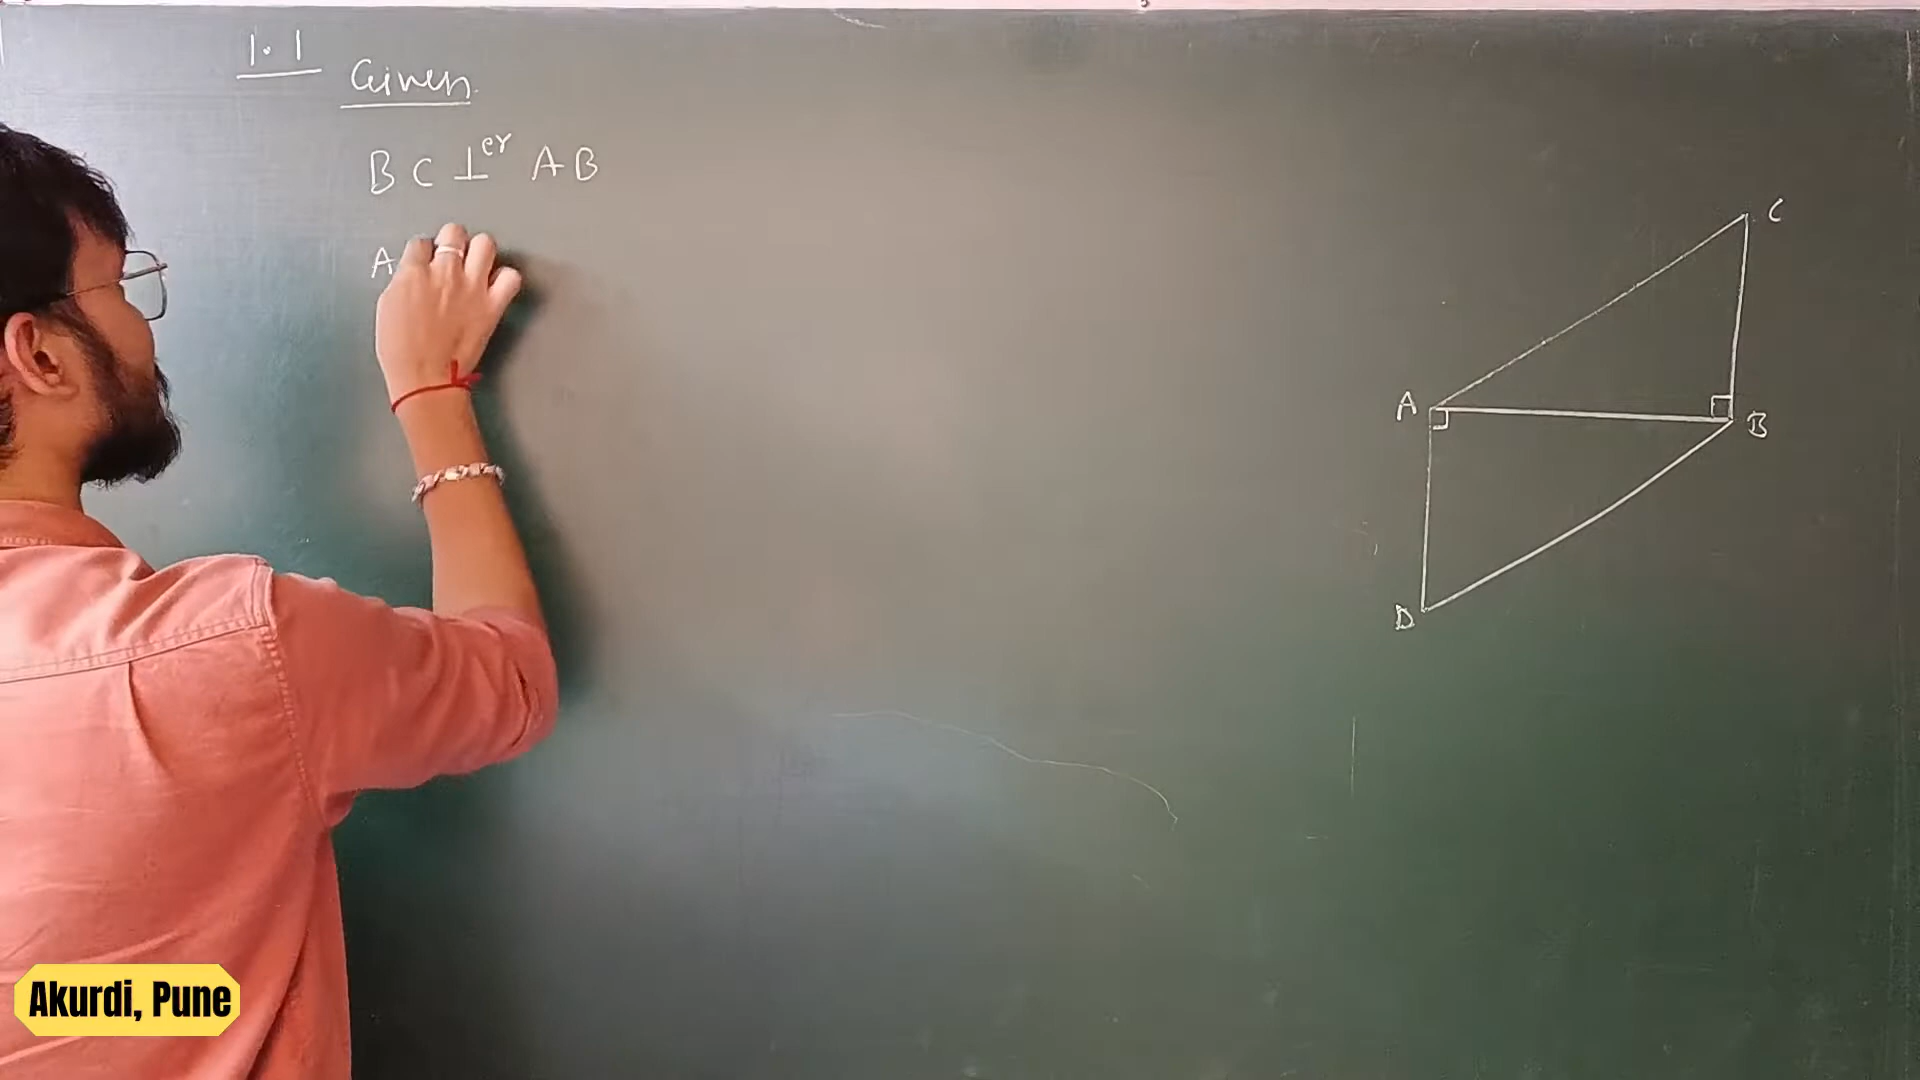 1.1
Given
BC ⊥er AB
A
C
A
B
D
Akurdi, Pune